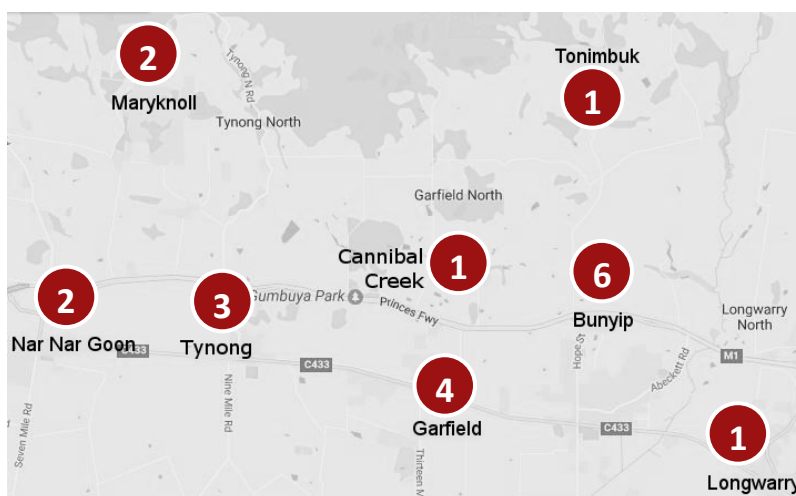 2
Maryknoll
Tynong N Rd
Tynong North
Tonimbuk
1
Garfield North
Cannibal
Creek
1
6
Bunyip
2
Nar Nar Goon
3
Tynong
Gumbuya Park
Princes Fwy
Longwarry
North
M1
C433
C433
Hope St
Abeckett Rd
4
Garfield
C433
1
Longwarry
Seven Mile Rd
Nine Mile Rd
Thirteen M